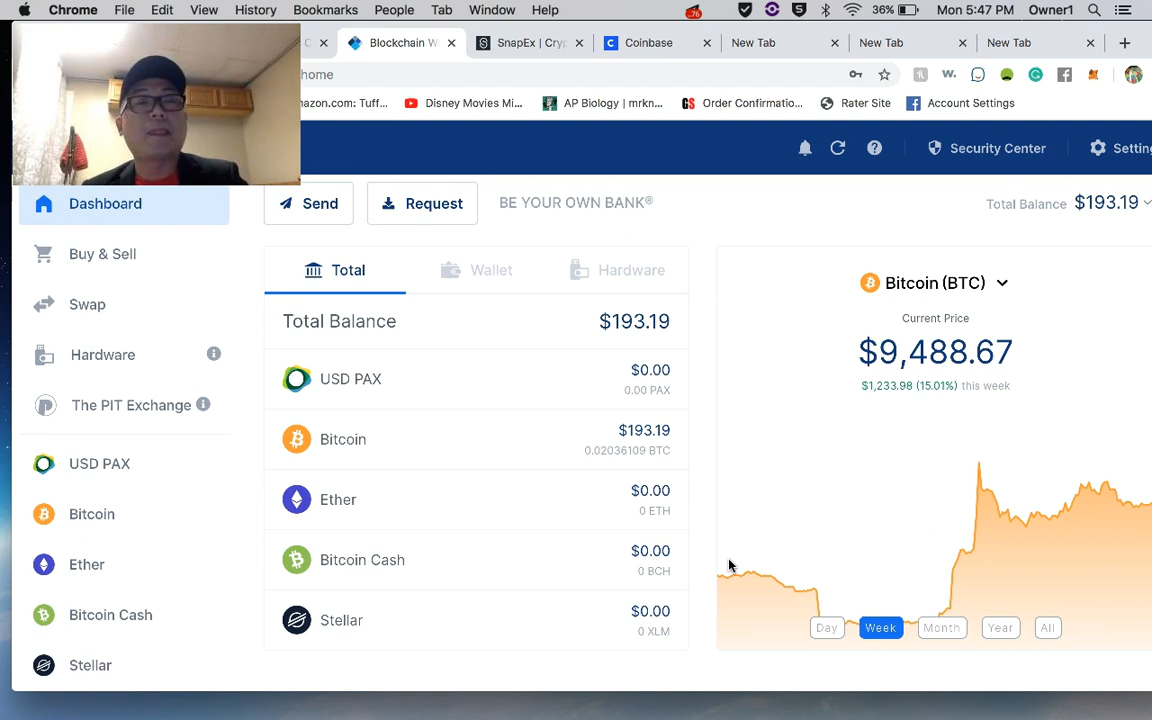 Chrome File Edit View History Bookmarks People Tab Window Help 76 36% Mon 5:47 PM Owner1
C Blockchain W SnapEx | Cryp Coinbase New Tab New Tab New Tab
home
nazon.com: Tuff... Disney Movies Mi... AP Biology | mrkn... GS Order Confirmatio... Rater Site Account Settings
Security Center Settin
Dashboard
Send Request BE YOUR OWN BANK® Total Balance $193.19
Buy & Sell
Swap
Hardware
The PIT Exchange
USD PAX
Bitcoin
Ether
Bitcoin Cash
Stellar
Total Wallet Hardware
Total Balance $193.19
USD PAX $0.00
0.00 PAX
Bitcoin $193.19
0.02036109 BTC
Ether $0.00
0 ETH
Bitcoin Cash $0.00
0 BCH
Stellar $0.00
0 XLM
Bitcoin (BTC)
Current Price
$9,488.67
$1,233.98 (15.01%) this week
Day Week Month Year All